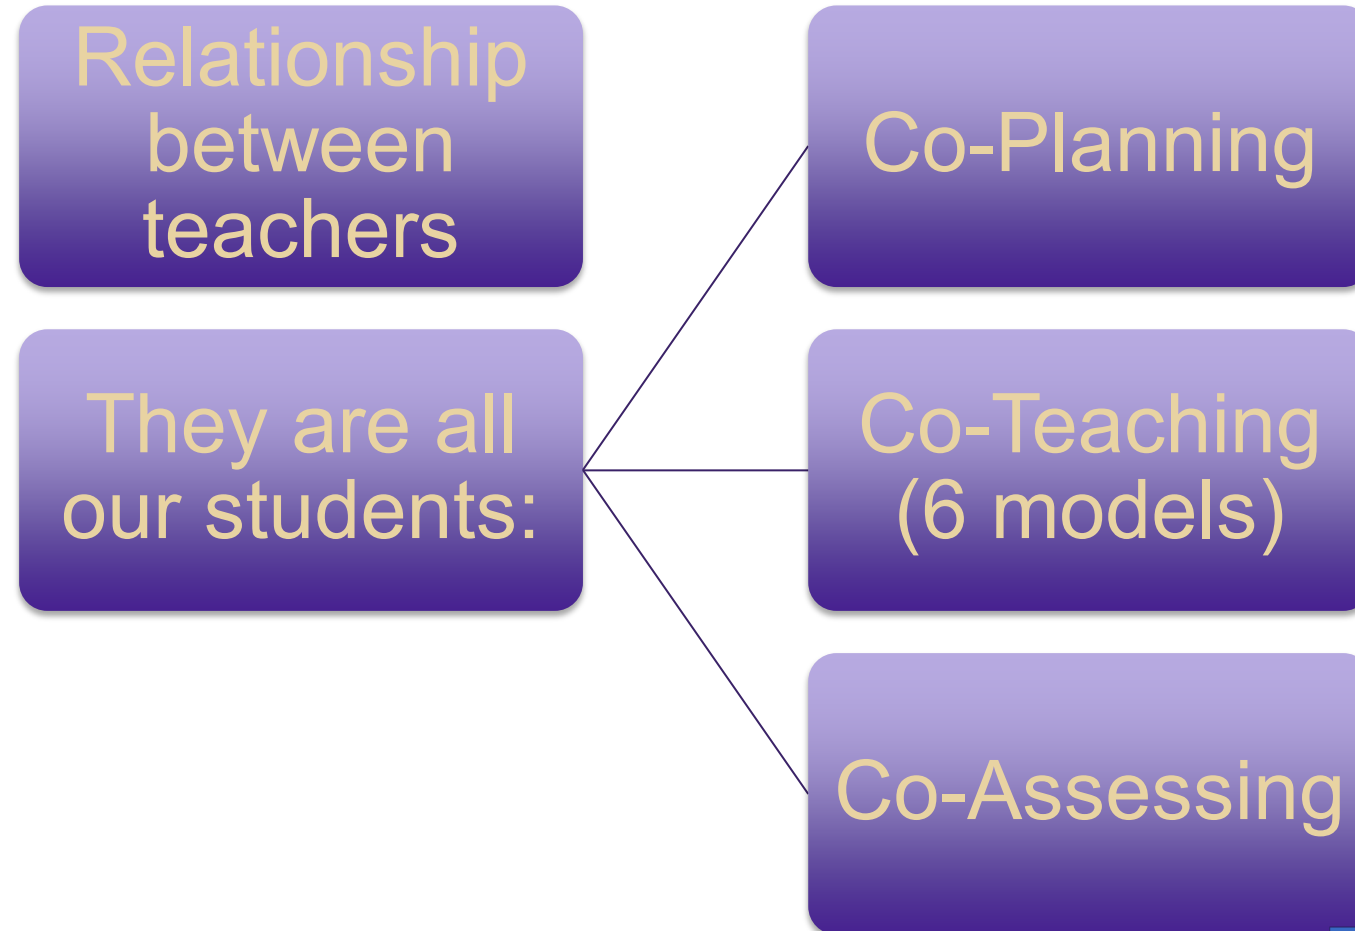 Relationship
between
teachers
They are all
our students:
Co-Planning
Co-Teaching
(6 models)
Co-Assessing